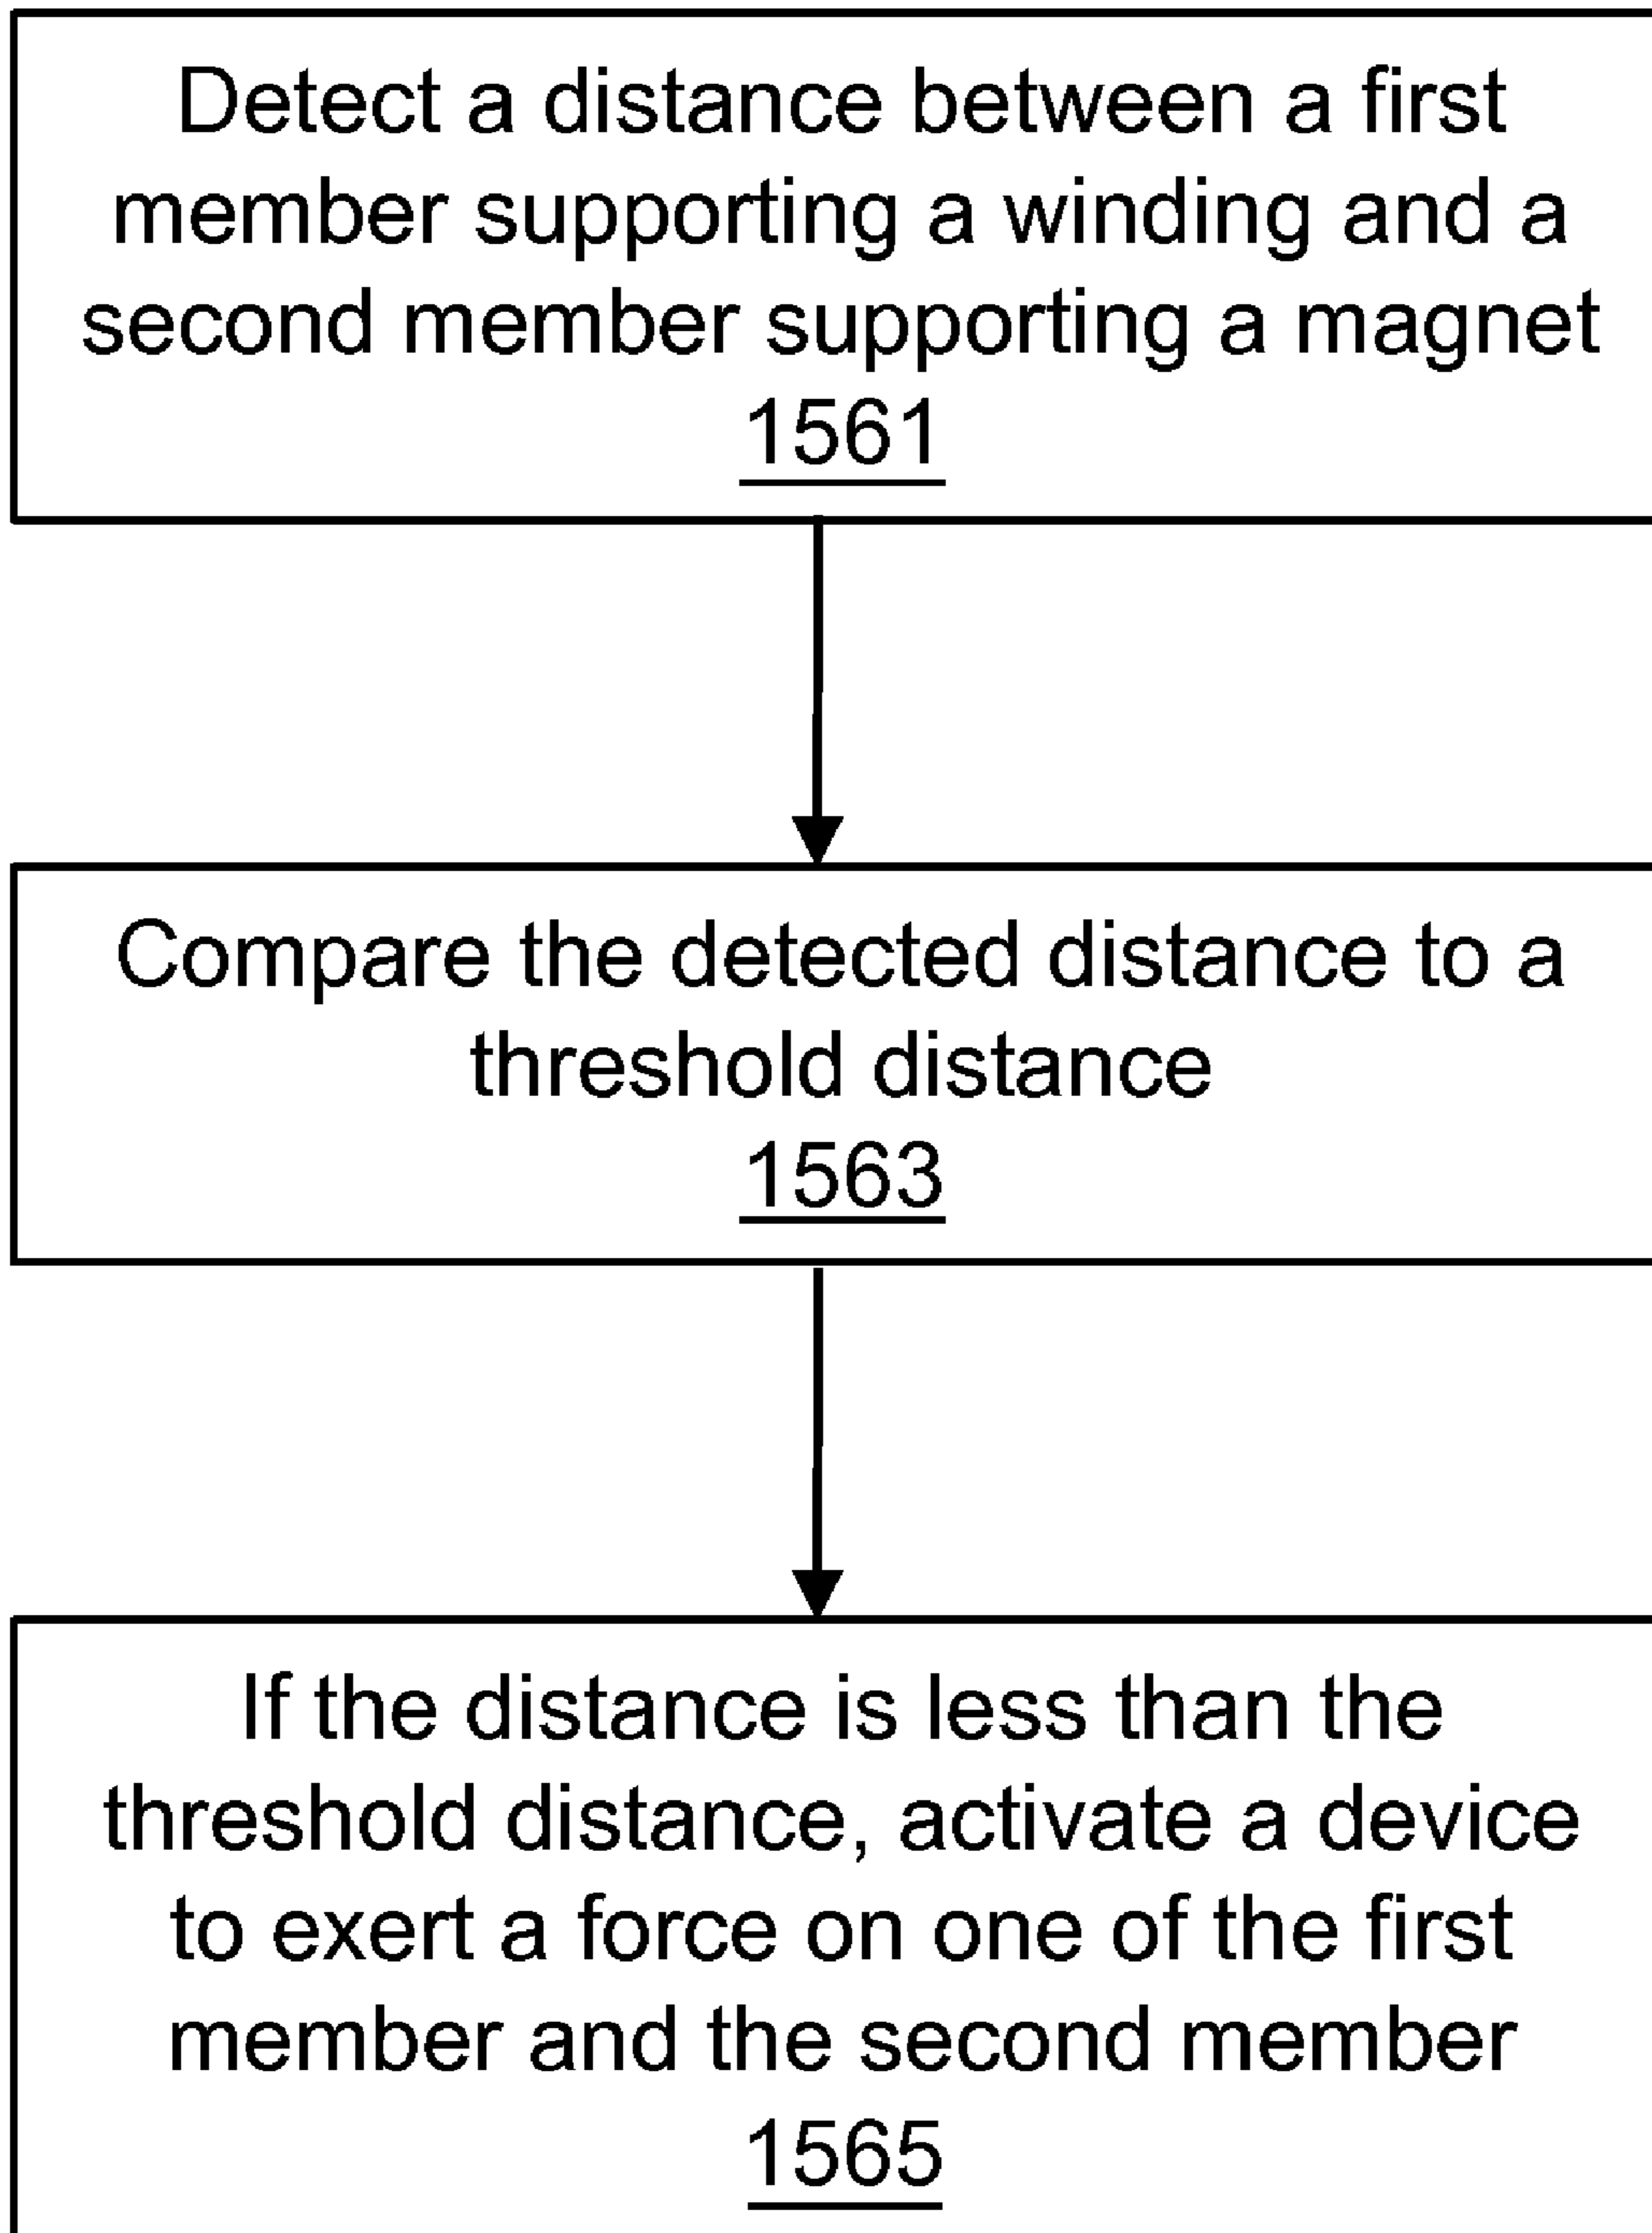 Detect a distance between a first
member supporting a winding and a
second member supporting a magnet
1561
Compare the detected distance to a
threshold distance
1563
If the distance is less than the
threshold distance, activate a device
to exert a force on one of the first
member and the second member
1565